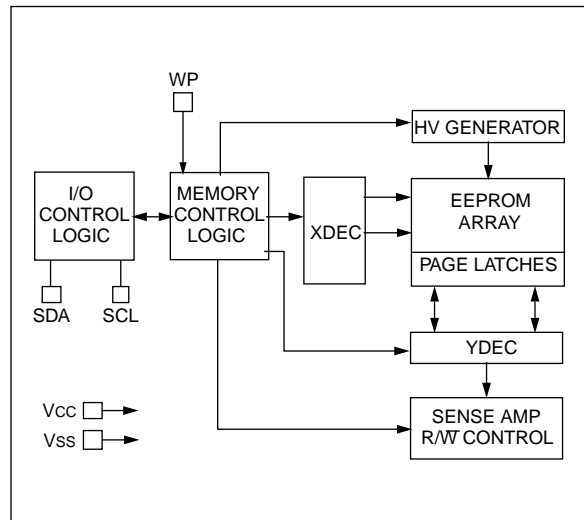 WP
HV GENERATOR
I/O
CONTROL
LOGIC
MEMORY
CONTROL
LOGIC
XDEC
EEPROM
ARRAY
PAGE LATCHES
SDA
SCL
YDEC
Vcc
Vss
SENSE AMP
R/W̅ CONTROL